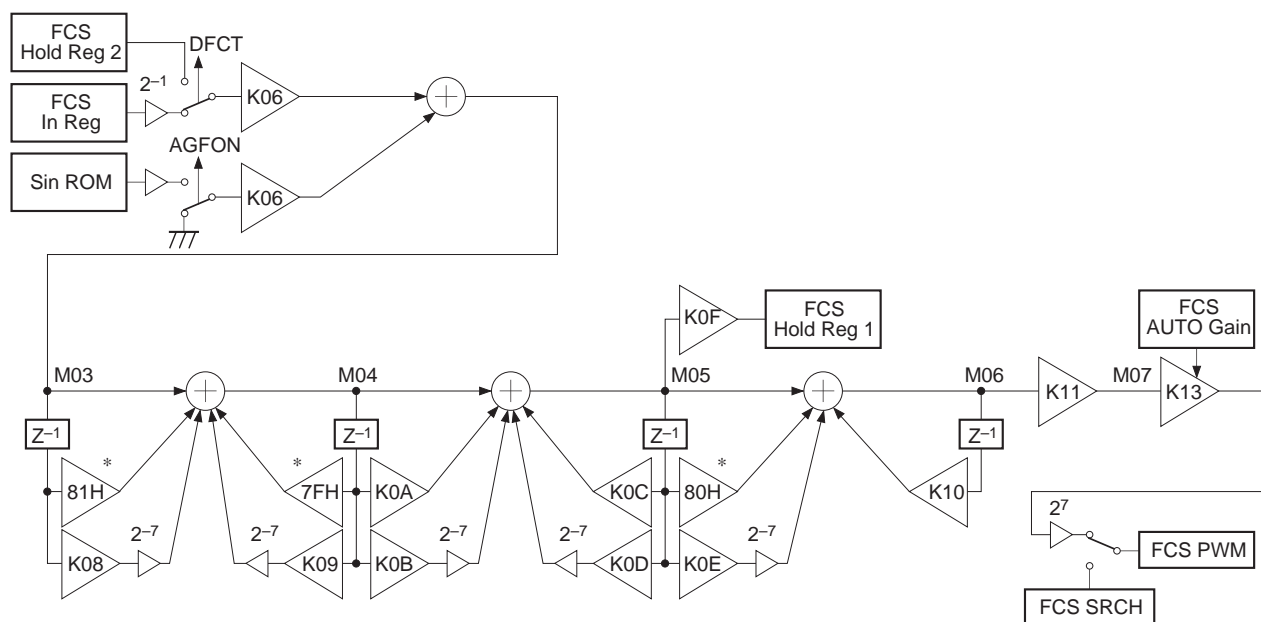 FCS
Hold Reg 2
DFCT
2–1
K06
FCS
In Reg
AGFON
Sin ROM
K06
K0F
FCS
Hold Reg 1
FCS
AUTO Gain
M03
M04
M05
M06
K11
M07
K13
Z–1
Z–1
Z–1
Z–1
81H
*
*
7FH
K0A
K0C
80H
*
K10
K08
2–7
2–7
K09
K0B
2–7
2–7
K0D
K0E
2–7
27
FCS PWM
FCS SRCH